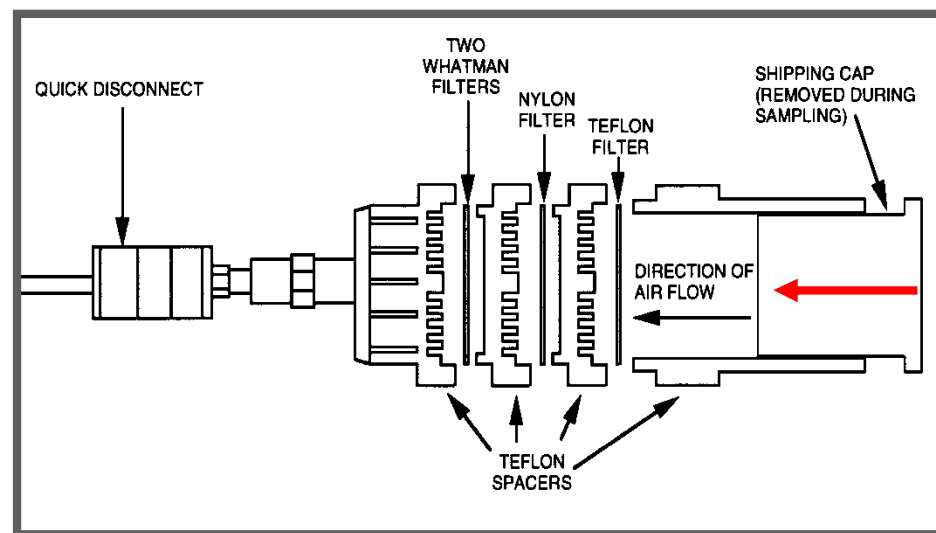 QUICK DISCONNECT
TWO
WHATMAN
FILTERS
NYLON
FILTER
TEFLON
FILTER
SHIPPING CAP
(REMOVED DURING
SAMPLING)
DIRECTION OF
AIR FLOW
TEFLON
SPACERS